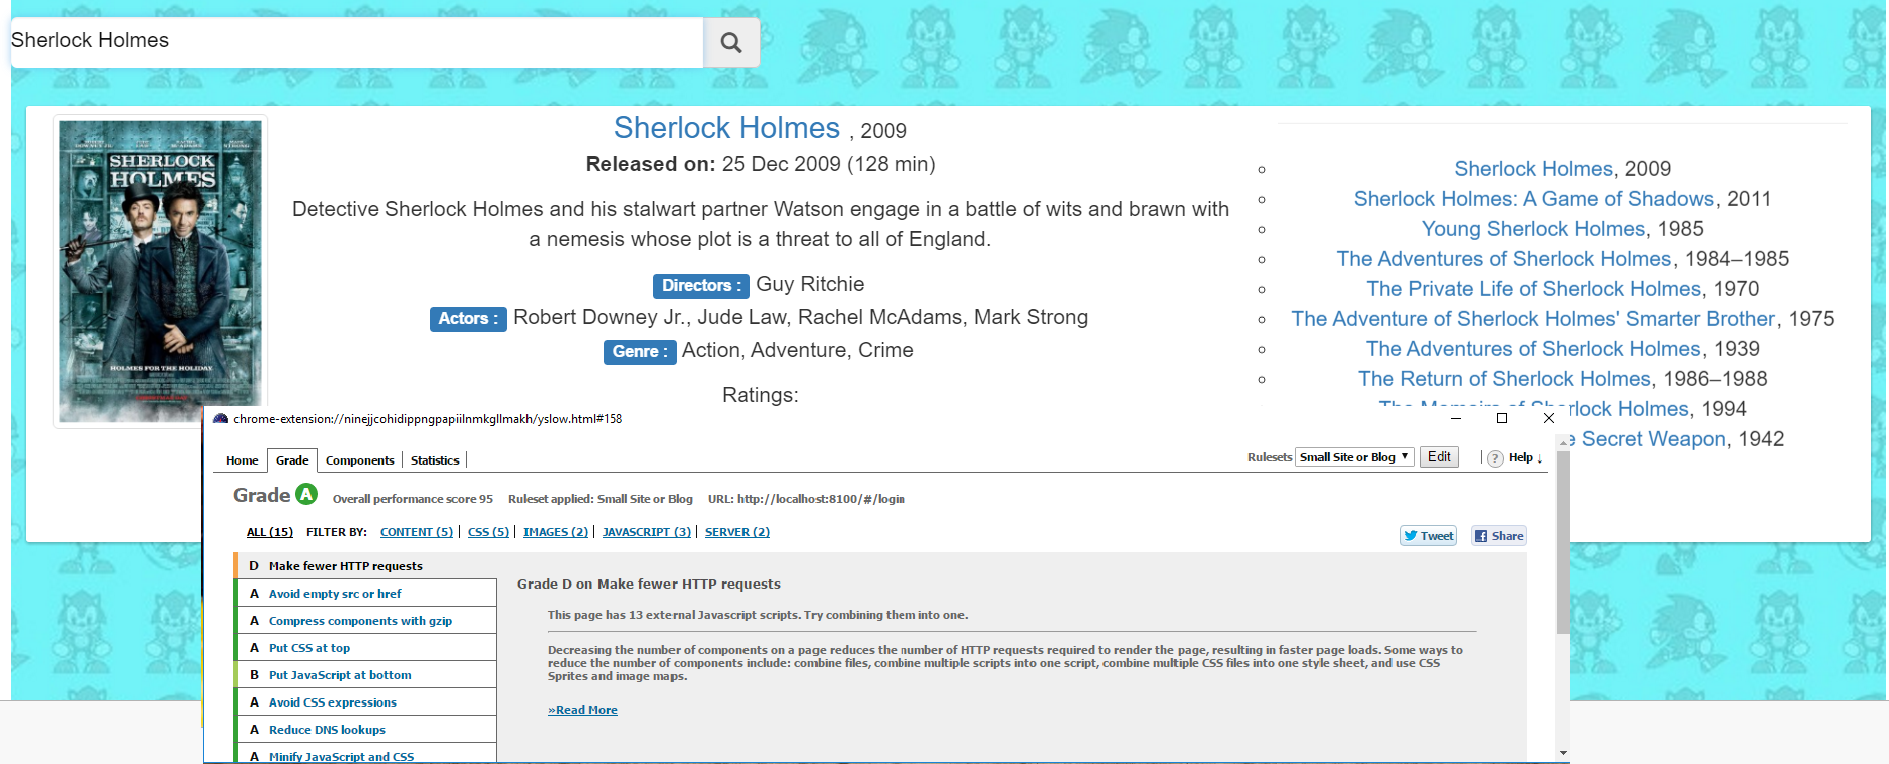 Sherlock Holmes
SHERLOCK
HOLMES
HOLMES FOR THE HOLIDAY
Sherlock Holmes , 2009
Released on: 25 Dec 2009 (128 min)
Detective Sherlock Holmes and his stalwart partner Watson engage in a battle of wits and brawn with
a nemesis whose plot is a threat to all of England.
Directors : Guy Ritchie
Actors : Robert Downey Jr., Jude Law, Rachel McAdams, Mark Strong
Genre : Action, Adventure, Crime
Ratings:
Sherlock Holmes, 2009
Sherlock Holmes: A Game of Shadows, 2011
Young Sherlock Holmes, 1985
The Adventures of Sherlock Holmes, 1984–1985
The Private Life of Sherlock Holmes, 1970
The Adventure of Sherlock Holmes' Smarter Brother, 1975
The Adventures of Sherlock Holmes, 1939
The Return of Sherlock Holmes, 1986–1988
The Memoirs of Sherlock Holmes, 1994
e Secret Weapon, 1942
chrome-extension://ninejjcohidippngpapiilnmkgllmakh/yslow.html#158
Home Grade Components Statistics
Rulesets Small Site or Blog Edit ? Help ↓
Grade A Overall performance score 95 Ruleset applied: Small Site or Blog URL: http://localhost:8100/#/login
ALL (15) FILTER BY: CONTENT (5) CSS (5) IMAGES (2) JAVASCRIPT (3) SERVER (2)
Tweet Share
D Make fewer HTTP requests
A Avoid empty src or href
A Compress components with gzip
A Put CSS at top
B Put JavaScript at bottom
A Avoid CSS expressions
A Reduce DNS lookups
A Minify JavaScript and CSS
Grade D on Make fewer HTTP requests
This page has 13 external Javascript scripts. Try combining them into one.
Decreasing the number of components on a page reduces the number of HTTP requests required to render the page, resulting in faster page loads. Some ways to
reduce the number of components include: combine files, combine multiple scripts into one script, combine multiple CSS files into one style sheet, and use CSS
Sprites and image maps.
»Read More